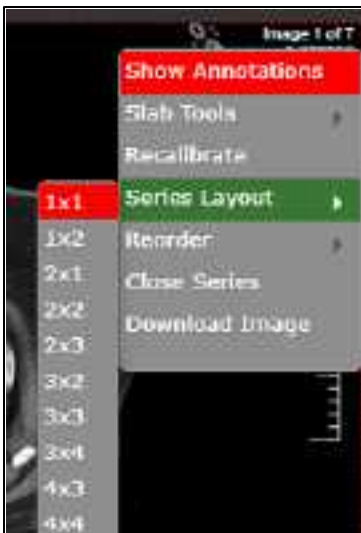 Image 1 of 7
Show Annotations
Slab Tools
Recalibrate
Series Layout
Reorder
Close Series
Download Image
1x1
1x2
2x1
2x2
2x3
3x2
3x3
3x4
4x3
4x4